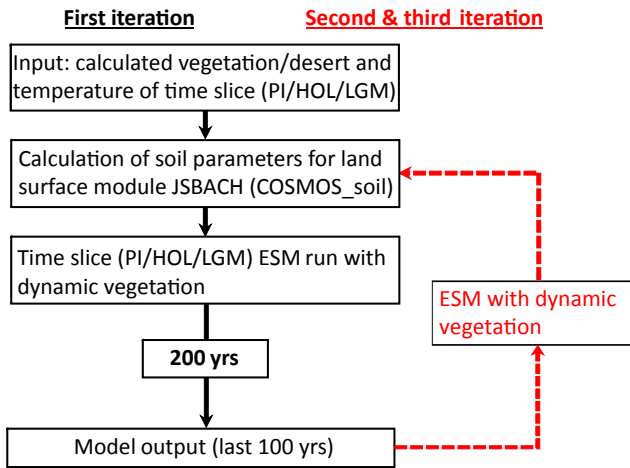 First iteration
Second & third iteration
Input: calculated vegetation/desert and
temperature of time slice (PI/HOL/LGM)
Calculation of soil parameters for land
surface module JSBACH (COSMOS_soil)
Time slice (PI/HOL/LGM) ESM run with
dynamic vegetation
ESM with dynamic
vegetation
200 yrs
Model output (last 100 yrs)